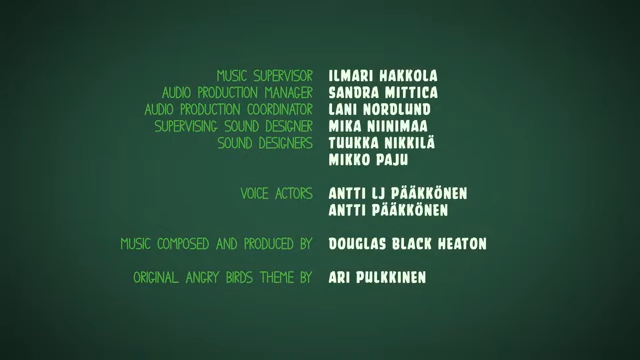 MUSIC SUPERVISOR ILMARI HAKKOLA
AUDIO PRODUCTION MANAGER SANDRA MITTICA
AUDIO PRODUCTION COORDINATOR LANI NORDLUND
SUPERVISING SOUND DESIGNER MIKA NIINIMAA
SOUND DESIGNERS TUUKKA NIKKILÄ
MIKKO PAJU
VOICE ACTORS ANTTI LJ PÄÄKKÖNEN
ANTTI PÄÄKKÖNEN
MUSIC COMPOSED AND PRODUCED BY DOUGLAS BLACK HEATON
ORIGINAL ANGRY BIRDS THEME BY ARI PULKKINEN